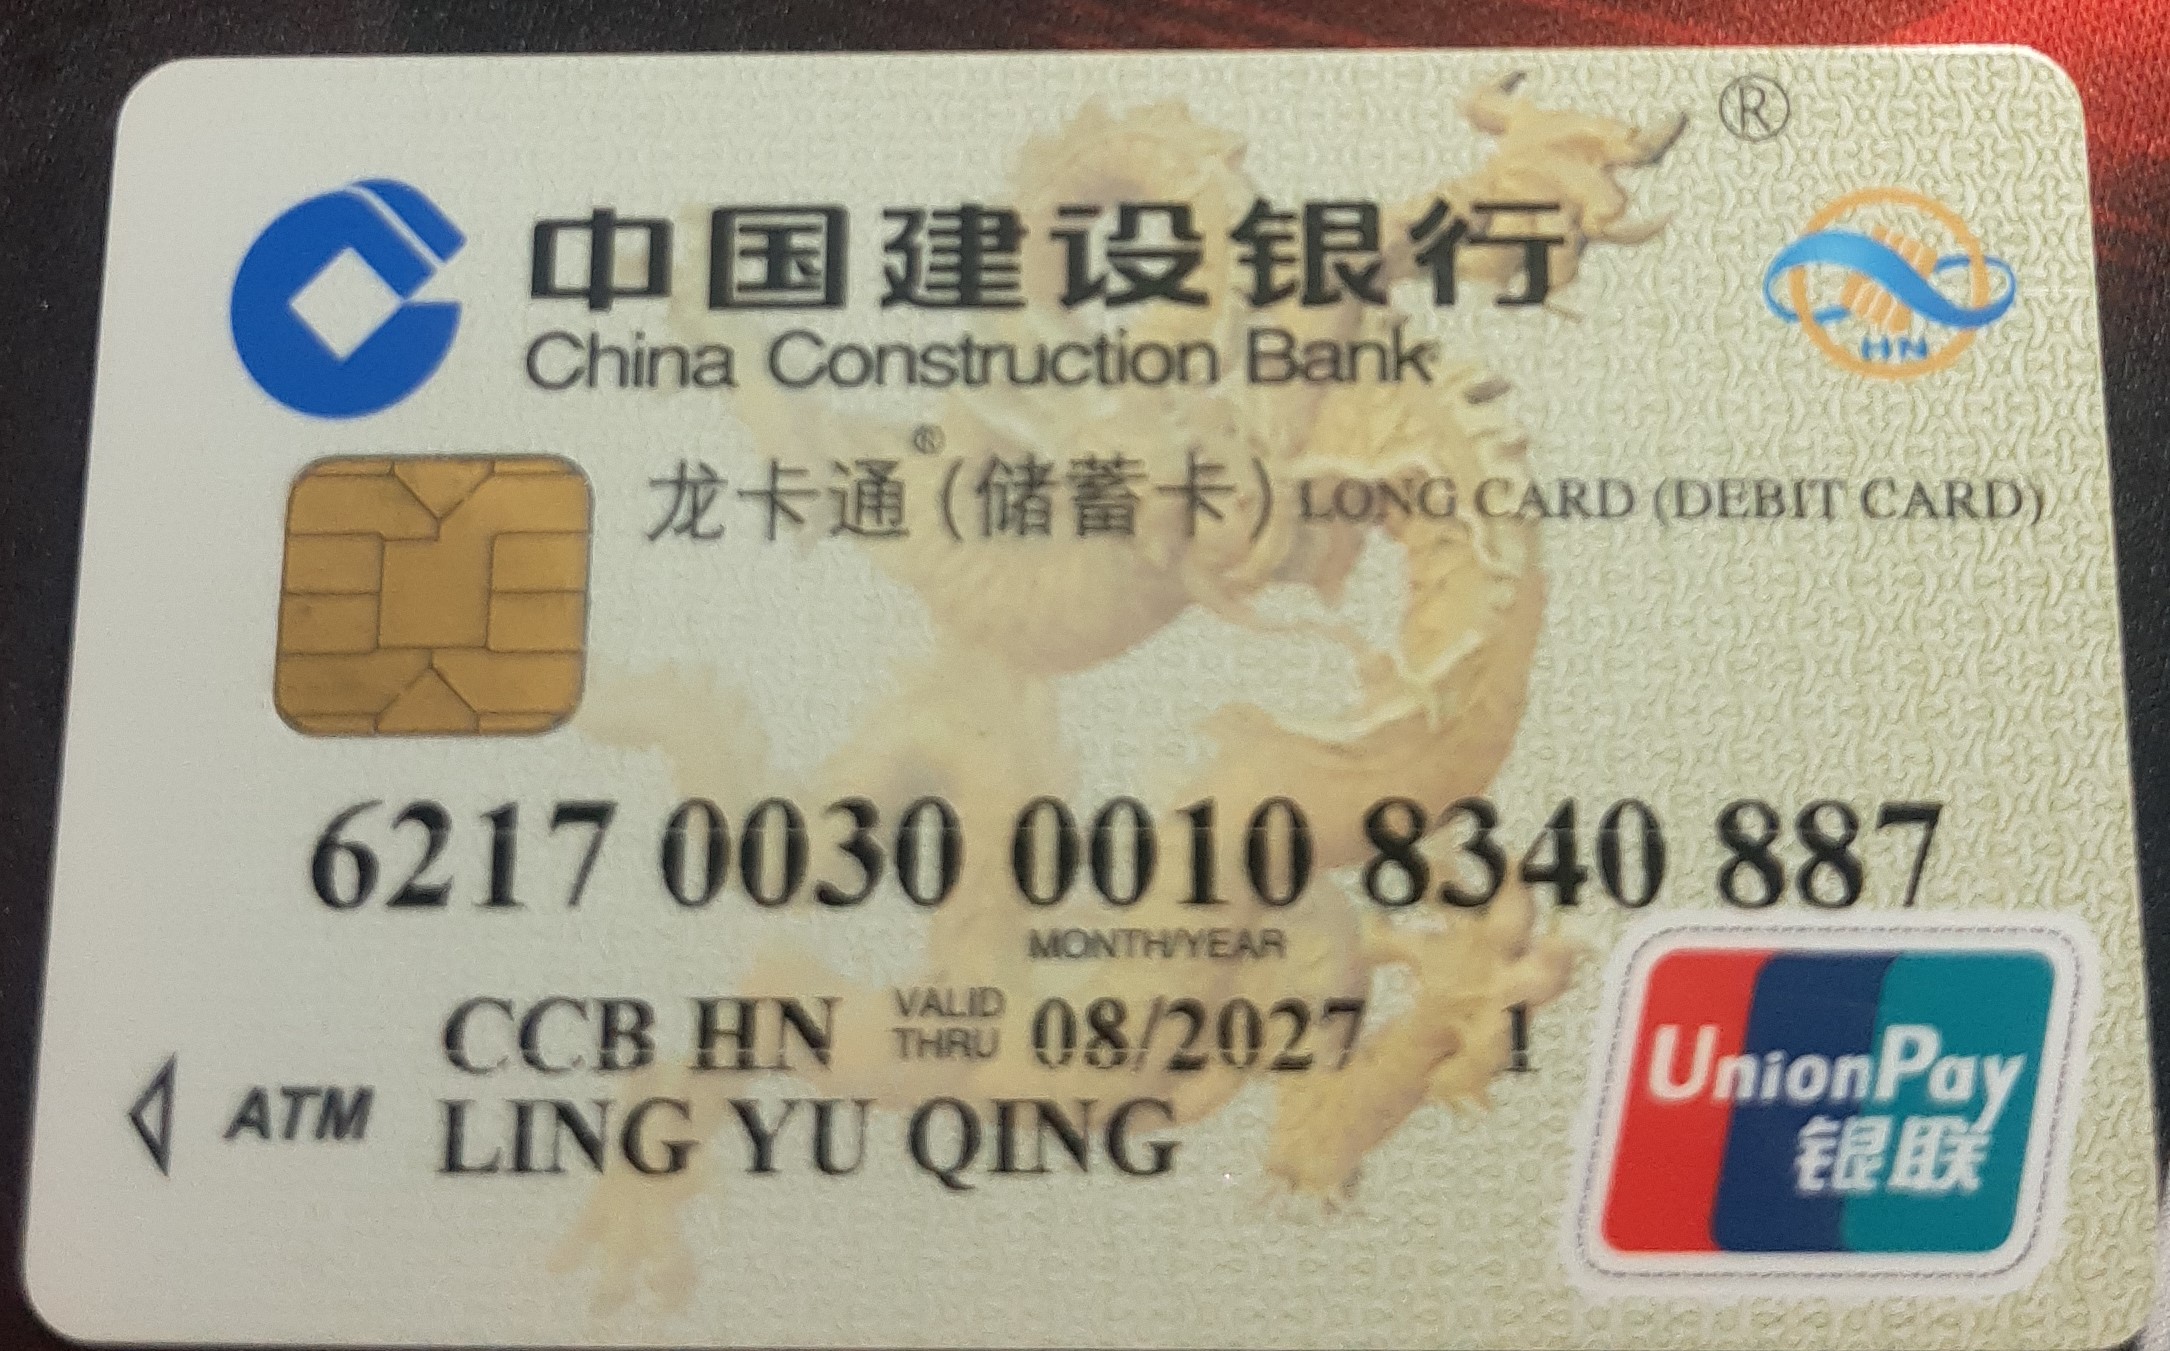 ®
中国建设银行
China Construction Bank
HN
龙卡通®(储蓄卡) LONG CARD (DEBIT CARD)
6217 0030 0010 8340 887
MONTH/YEAR
CCB HN VALID THRU 08/2027 1
ATM LING YU QING
UnionPay
银联